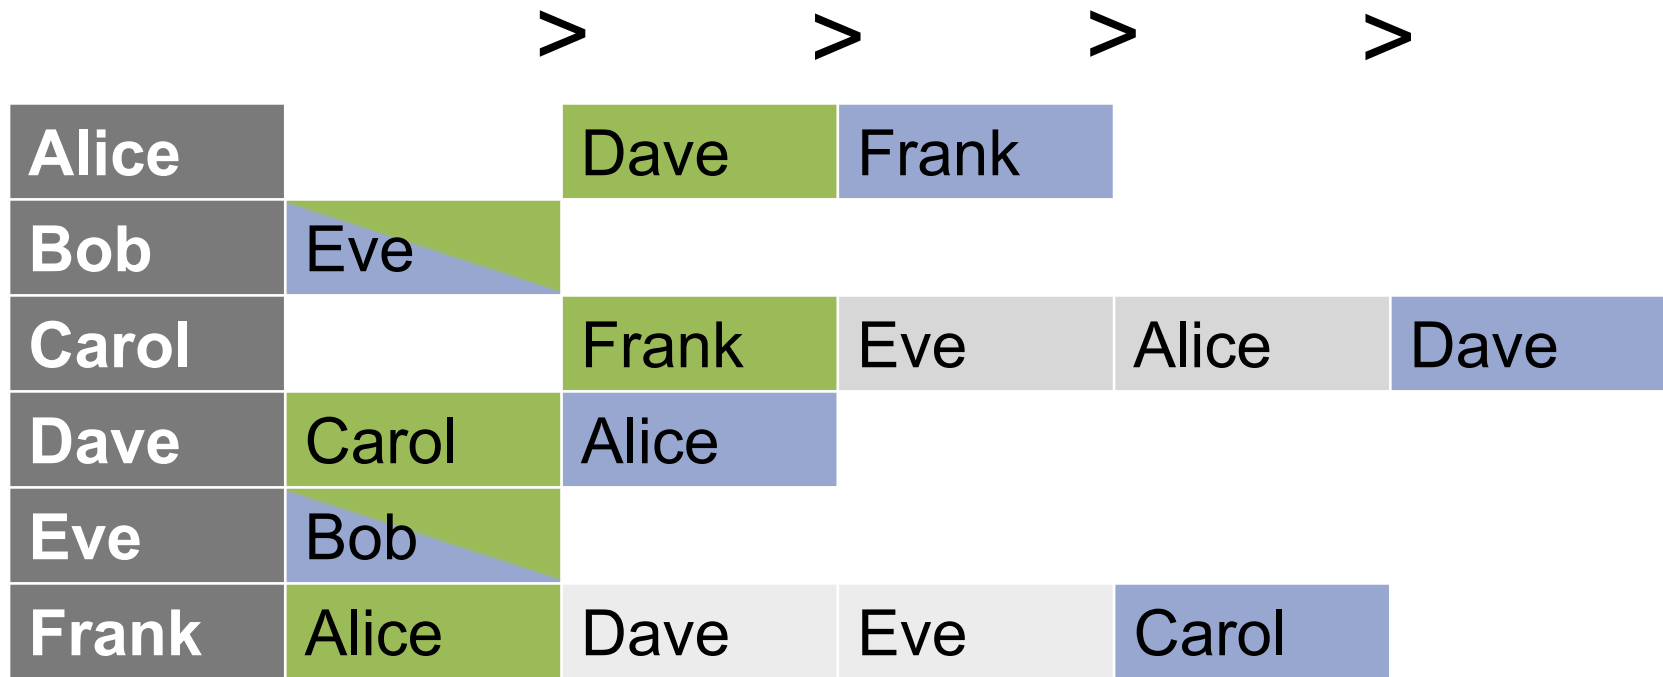 > > > >
Alice Dave Frank
Bob Eve
Carol Frank Eve Alice Dave
Dave Carol Alice
Eve Bob
Frank Alice Dave Eve Carol